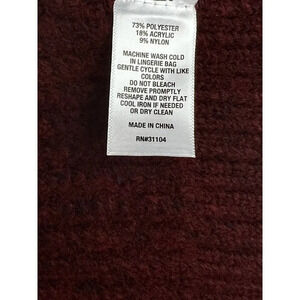 73% POLYESTER
18% ACRYLIC
9% NYLON
MACHINE WASH COLD
IN LINGERIE BAG
GENTLE CYCLE WITH LIKE
COLORS
DO NOT BLEACH
REMOVE PROMPTLY
RESHAPE AND DRY FLAT
COOL IRON IF NEEDED
OR DRY CLEAN
MADE IN CHINA
RN#31104